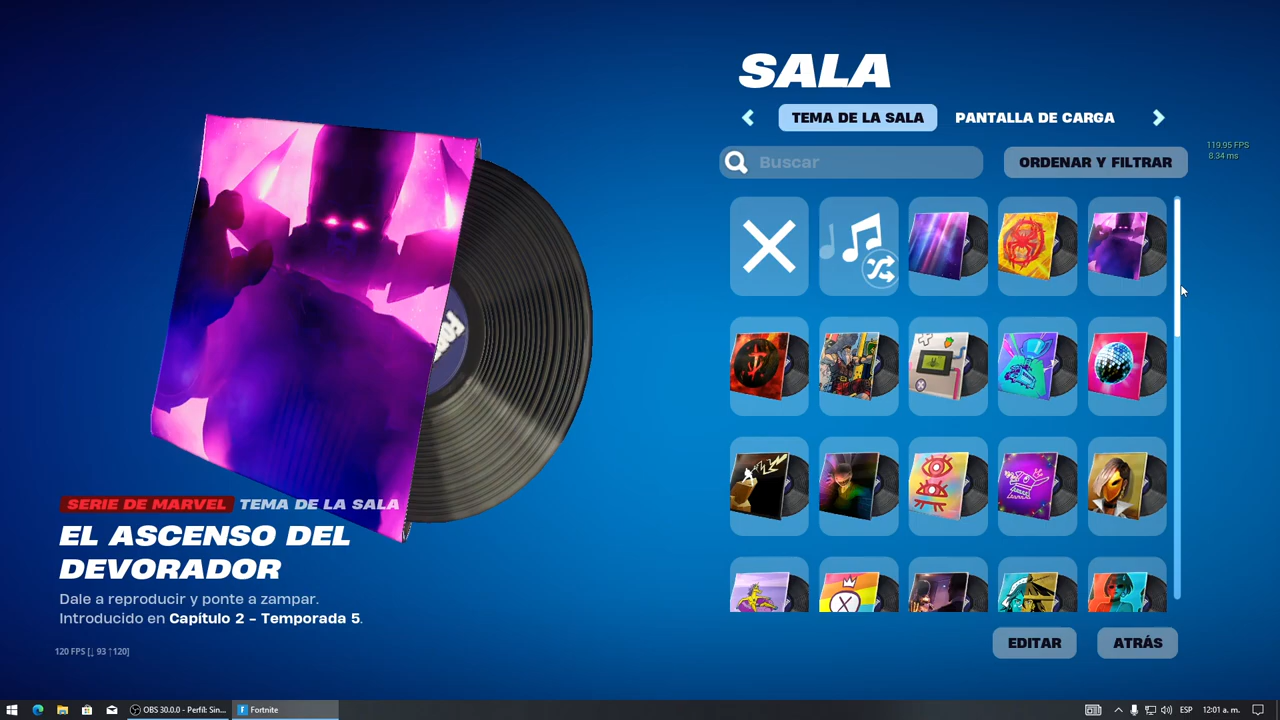 SALA
TEMA DE LA SALA
PANTALLA DE CARGA
119.95 FPS
8.34 ms
Buscar
ORDENAR Y FILTRAR
SERIE DE MARVEL TEMA DE LA SALA
EL ASCENSO DEL
DEVORADOR
Dale a reproducir y ponte a zampar.
Introducido en Capítulo 2 - Temporada 5.
120 FPS [↓ 93 ↑120]
EDITAR
ATRÁS
OBS 30.0.0 - Perfil: Sin...
Fortnite
ESP
12:01 a. m.